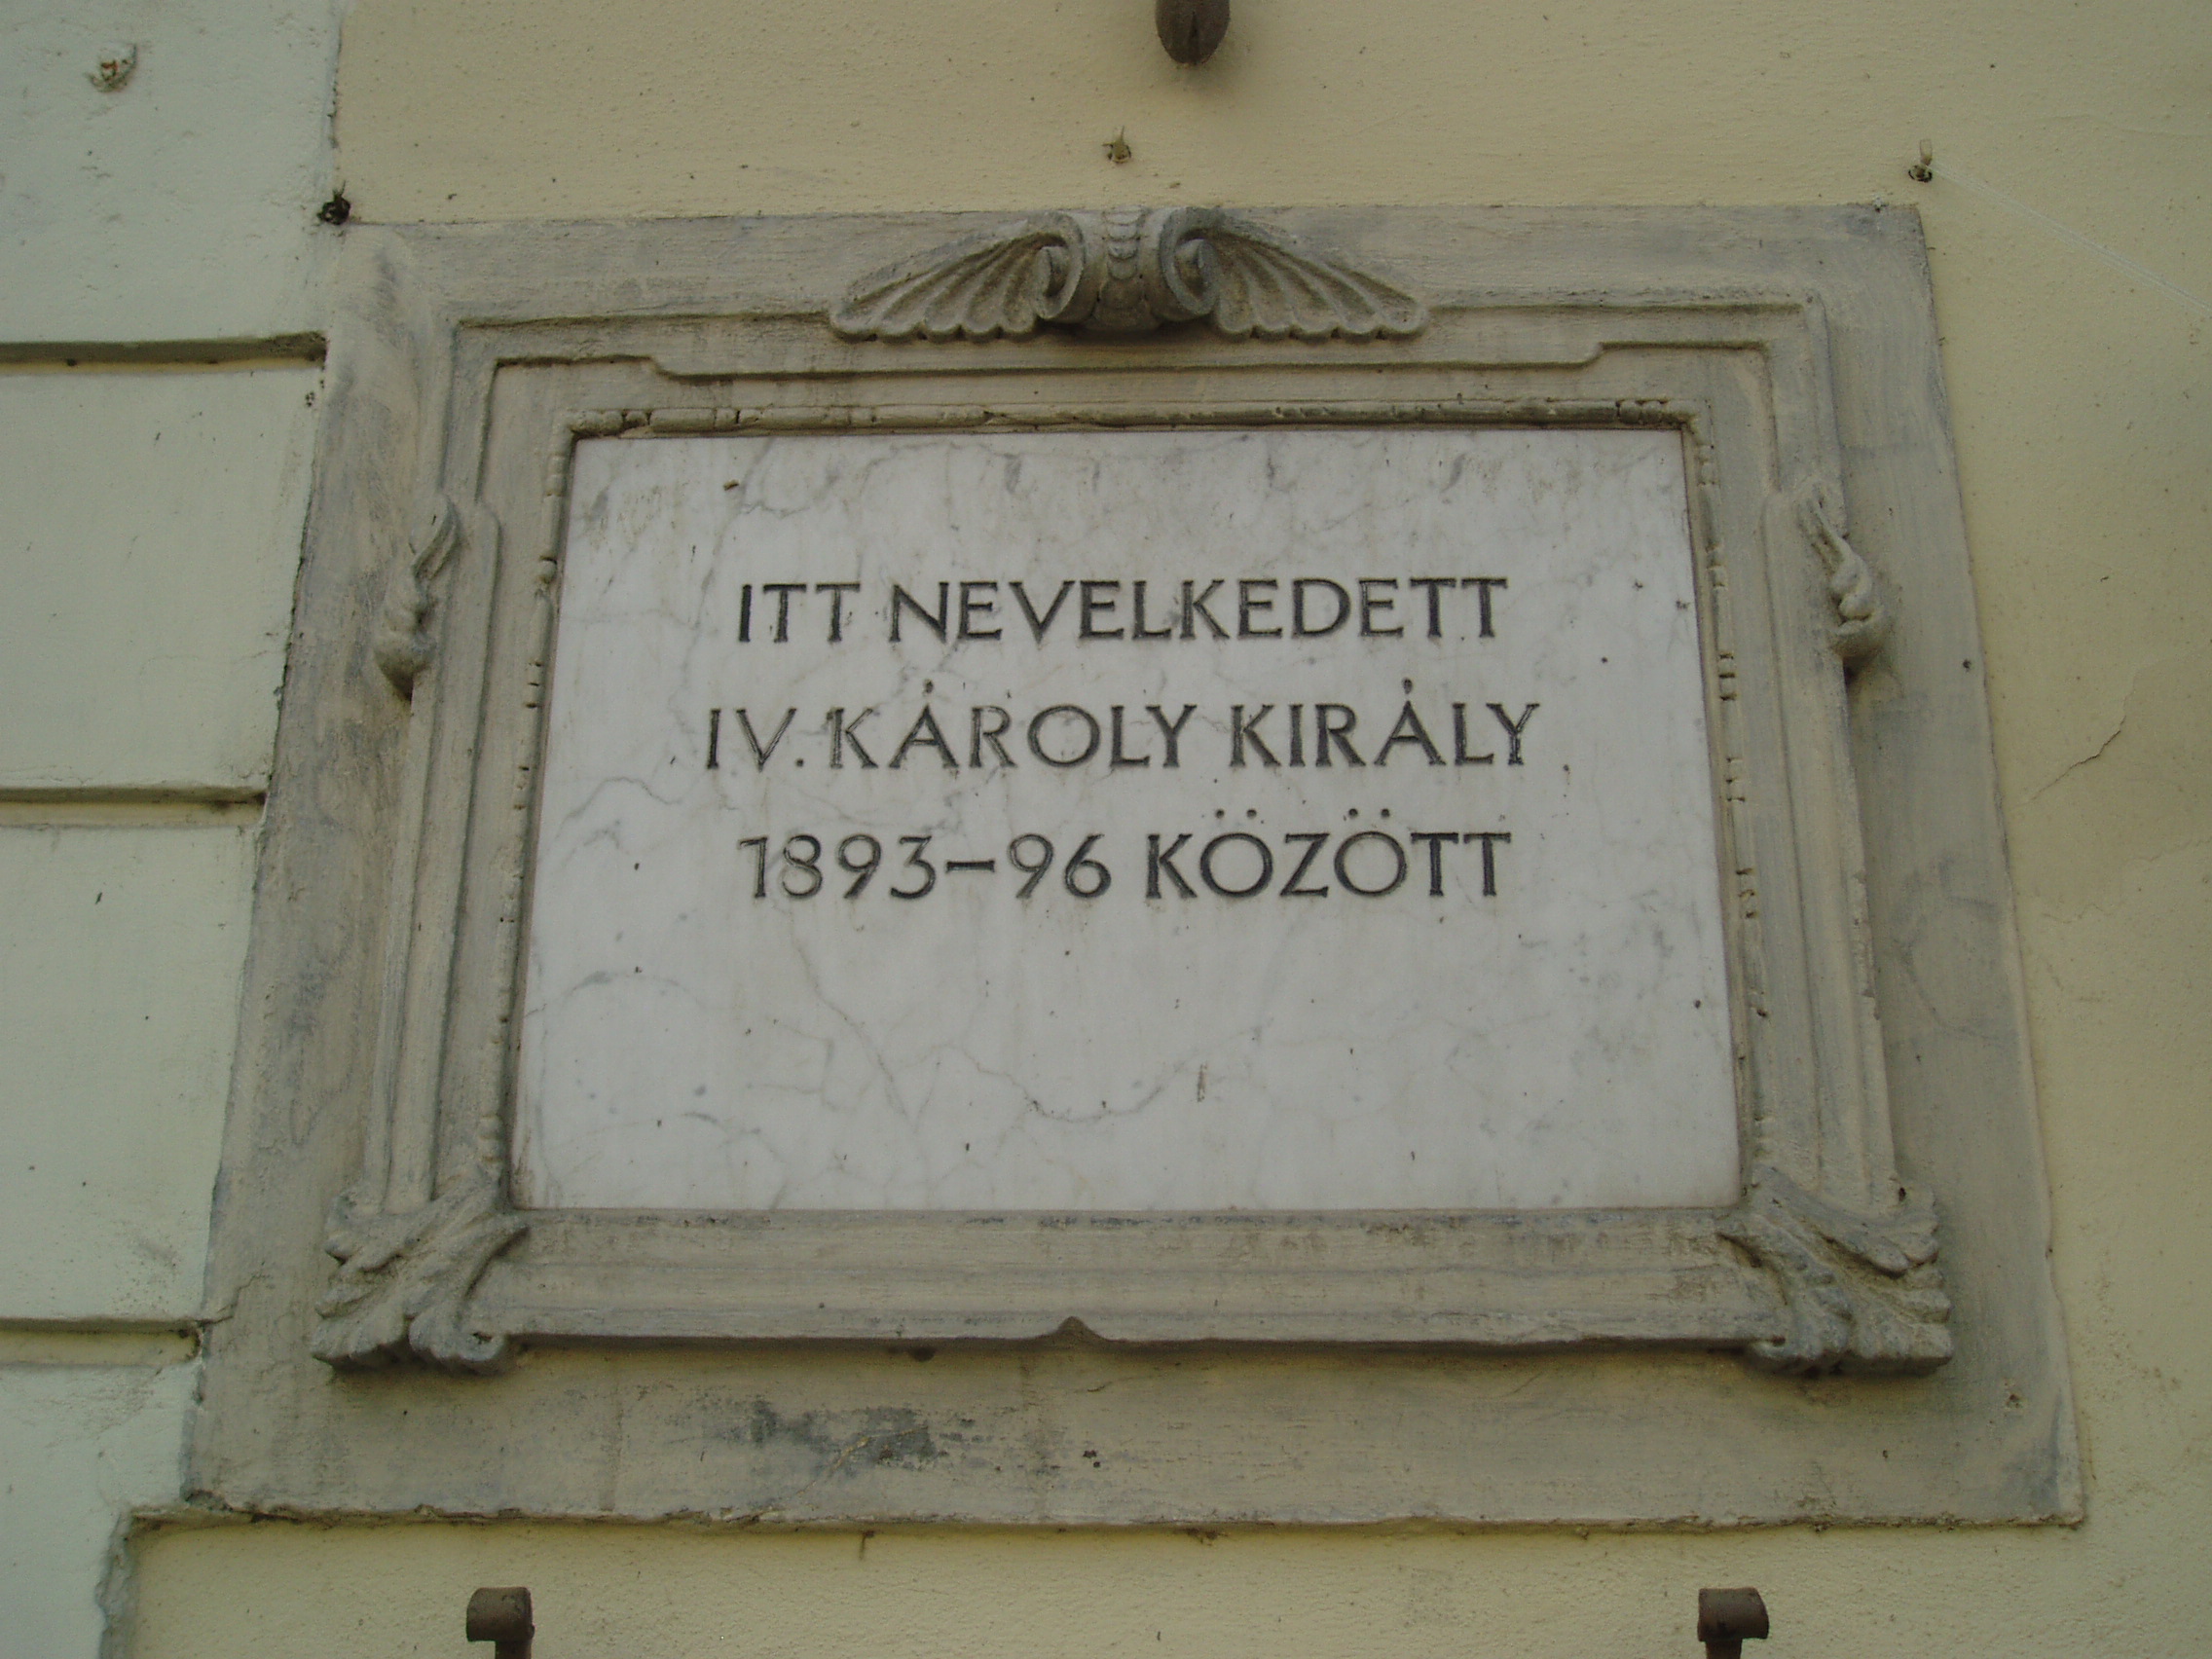 ITT NEVELKEDETT
IV. KÁROLY KIRÁLY
1893-96 KÖZÖTT